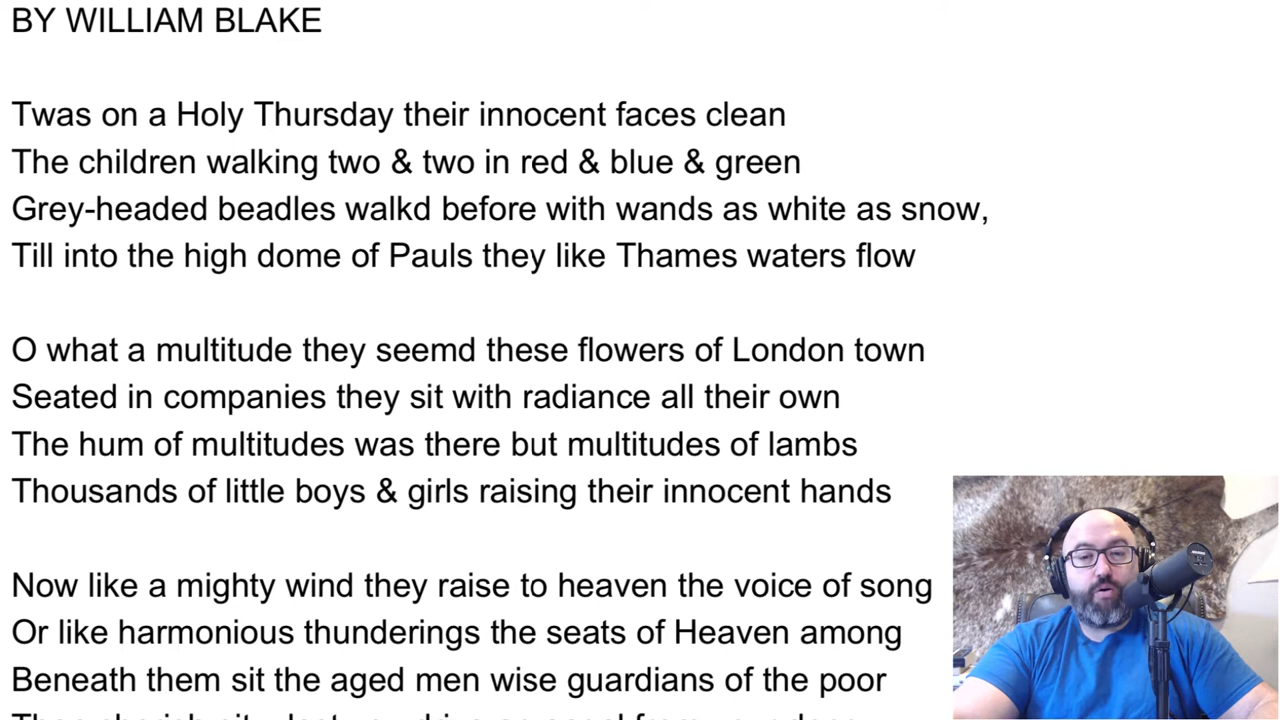 BY WILLIAM BLAKE
Twas on a Holy Thursday their innocent faces clean
The children walking two & two in red & blue & green
Grey-headed beadles walkd before with wands as white as snow,
Till into the high dome of Pauls they like Thames waters flow
O what a multitude they seemd these flowers of London town
Seated in companies they sit with radiance all their own
The hum of multitudes was there but multitudes of lambs
Thousands of little boys & girls raising their innocent hands
Now like a mighty wind they raise to heaven the voice of song
Or like harmonious thunderings the seats of Heaven among
Beneath them sit the aged men wise guardians of the poor